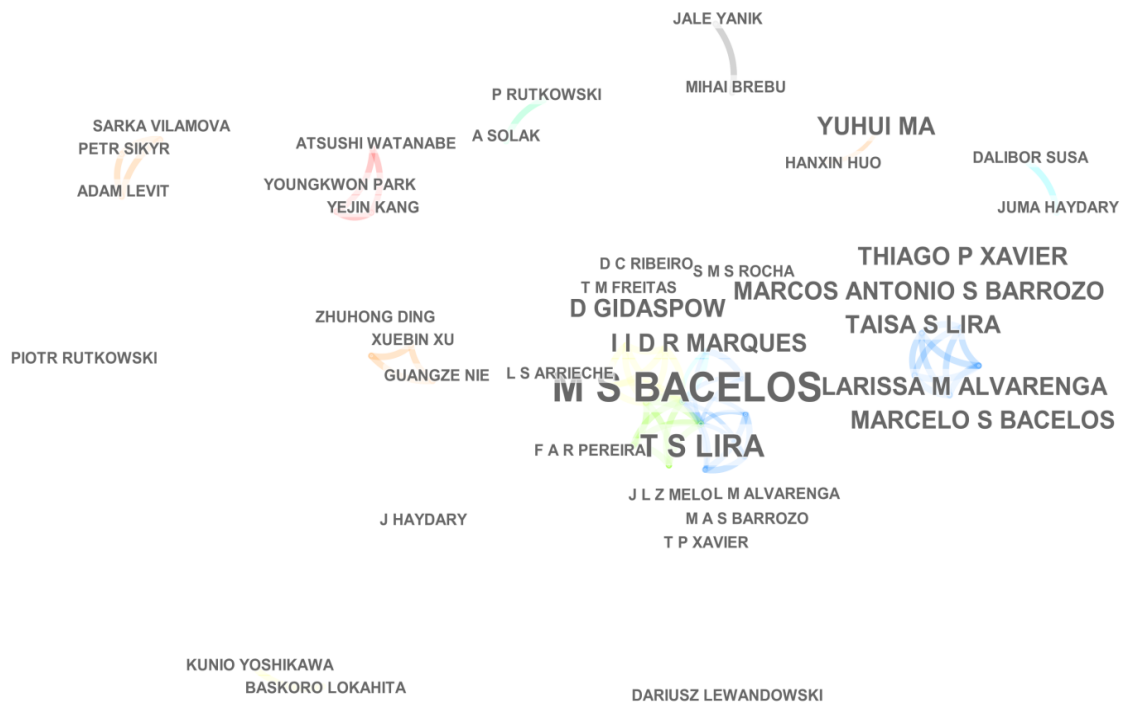 JALE YANIK
MIHAI BREBU
P RUTKOWSKI
A SOLAK
YUHUI MA
HANXIN HUO
SARKA VILAMOVA
PETR SIKYR
ADAM LEVIT
ATSUSHI WATANABE
YOUNGKWON PARK
YEJIN KANG
DALIBOR SUSA
JUMA HAYDARY
D C RIBEIRO
S M S ROCHA
T M FREITAS
D GIDASPOW
THIAGO P XAVIER
MARCOS ANTONIO S BARROZO
TAISA S LIRA
ZHUHONG DING
XUEBIN XU
GUANGZE NIE
PIOTR RUTKOWSKI
I I D R MARQUES
L S ARRIECHE
M S BACELOS
LARISSA M ALVARENGA
MARCELO S BACELOS
F A R PEREIRA
T S LIRA
J L Z MELO
L M ALVARENGA
M A S BARROZO
T P XAVIER
J HAYDARY
KUNIO YOSHIKAWA
BASKORO LOKAHITA
DARIUSZ LEWANDOWSKI